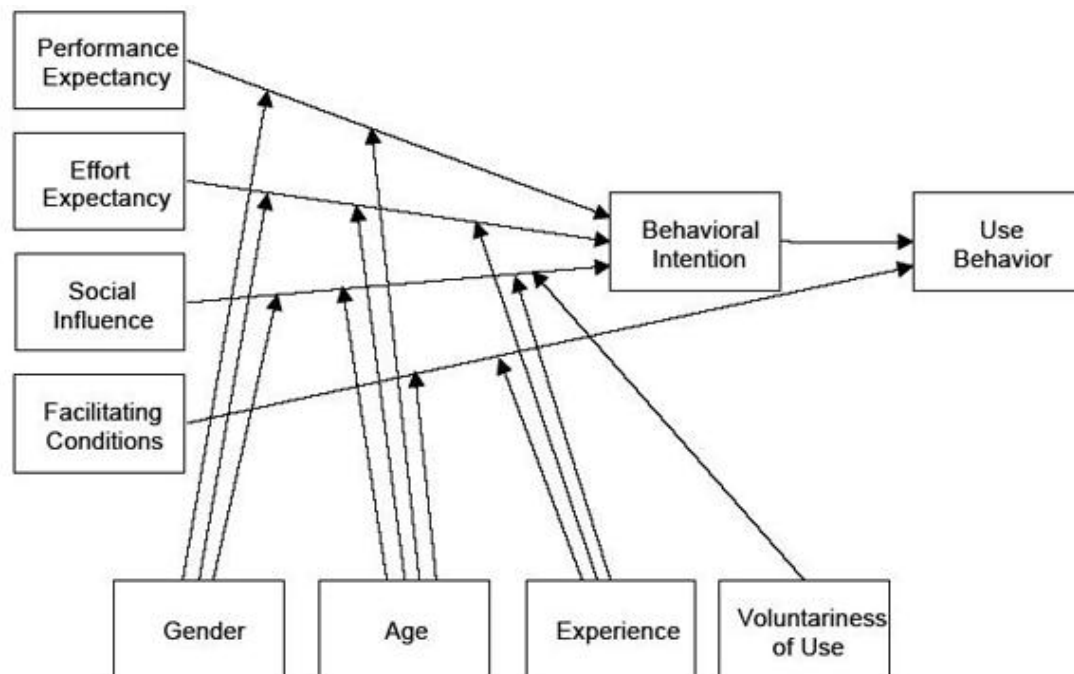 Performance
Expectancy
Effort
Expectancy
Social
Influence
Facilitating
Conditions
Behavioral
Intention
Use
Behavior
Gender
Age
Experience
Voluntariness
of Use